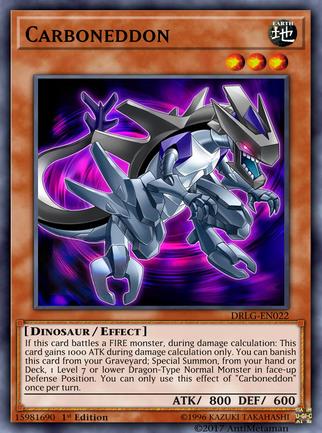 CARBONEDDON
EARTH
地
DRLG-EN022
[DINOSAUR / EFFECT]
If this card battles a FIRE monster, during damage calculation: This
card gains 1000 ATK during damage calculation only. You can banish
this card from your Graveyard; Special Summon, from your hand or
Deck, 1 Level 7 or lower Dragon-Type Normal Monster in face-up
Defense Position. You can only use this effect of "Carboneddon"
once per turn.
ATK/ 800 DEF/ 600
15981690 1st Edition ©1996 KAZUKI TAKAHASHI
©2017 AntiMetaman